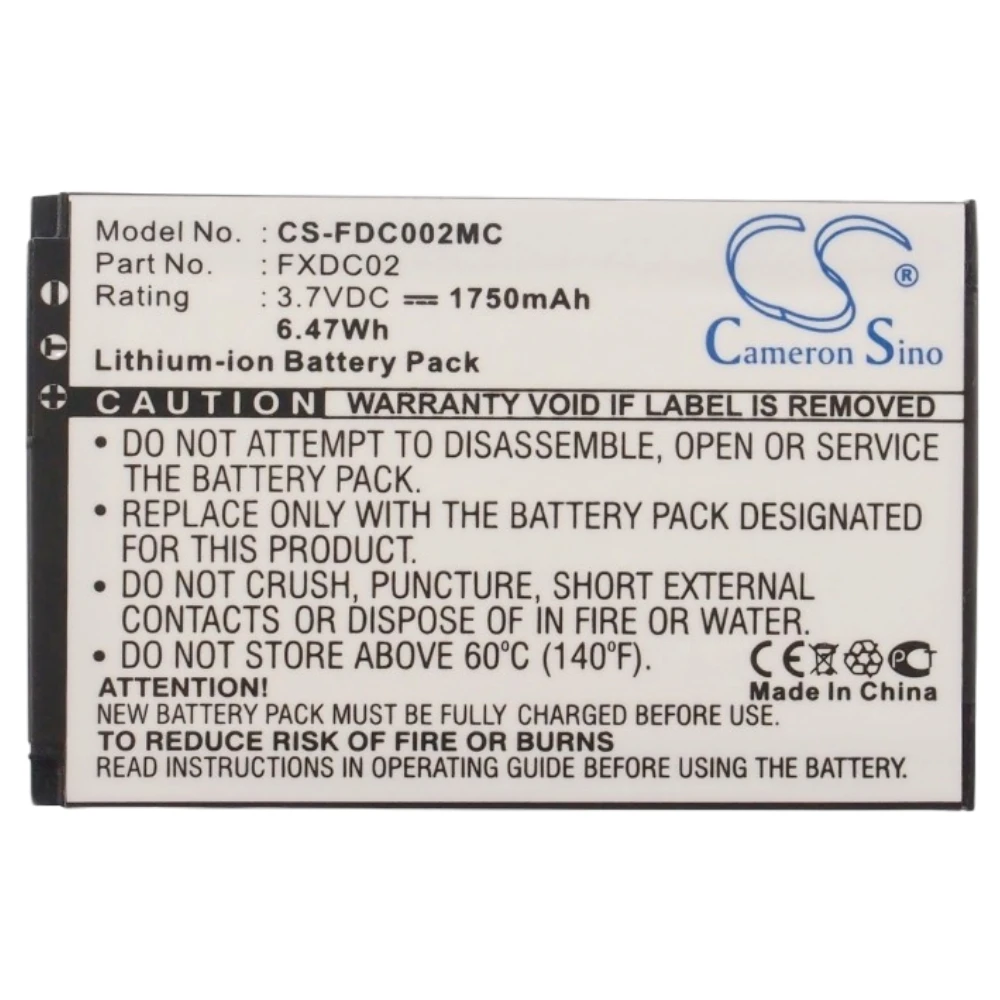 Model No. : CS-FDC002MC
Part No. : FXDC02
Rating : 3.7VDC ⎓ 1750mAh
6.47Wh
Lithium-ion Battery Pack
CS ®
Cameron Sino
CAUTION WARRANTY VOID IF LABEL IS REMOVED
• DO NOT ATTEMPT TO DISASSEMBLE, OPEN OR SERVICE
THE BATTERY PACK.
• REPLACE ONLY WITH THE BATTERY PACK DESIGNATED
FOR THIS PRODUCT.
• DO NOT CRUSH, PUNCTURE, SHORT EXTERNAL
CONTACTS OR DISPOSE OF IN FIRE OR WATER.
• DO NOT STORE ABOVE 60°C (140°F).
CE PCT
Made In China
ATTENTION!
NEW BATTERY PACK MUST BE FULLY CHARGED BEFORE USE.
TO REDUCE RISK OF FIRE OR BURNS
READ INSTRUCTIONS IN OPERATING GUIDE BEFORE USING THE BATTERY.
- T +